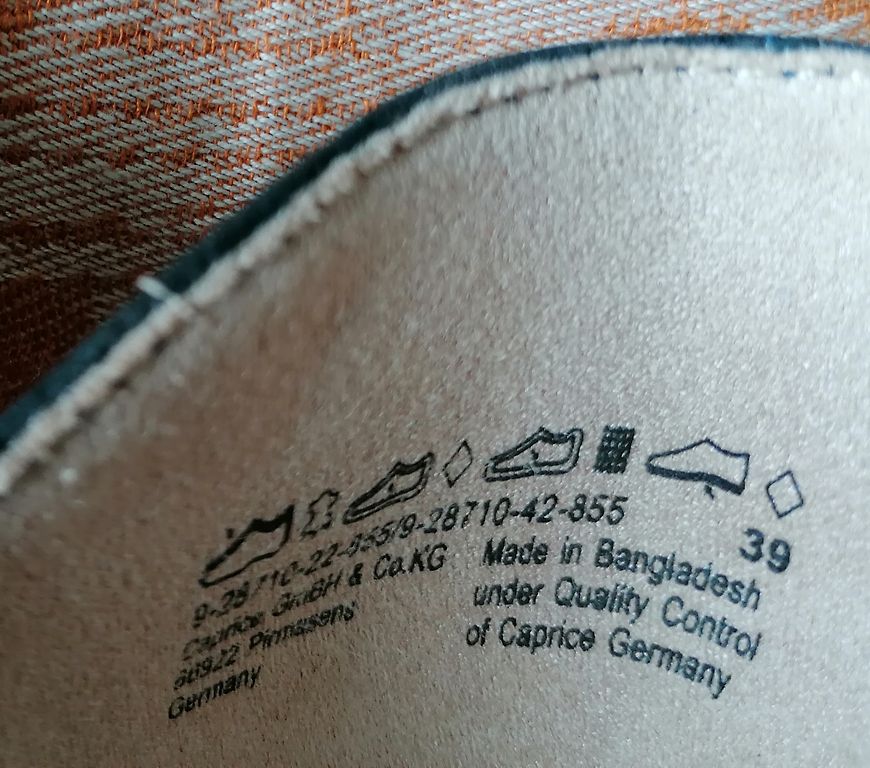 9-28710-22-855/9-28710-42-855
39
Caprice GmBH & Co.KG
66922 Pirmasens
Germany
Made in Bangladesh
under Quality Control
of Caprice Germany